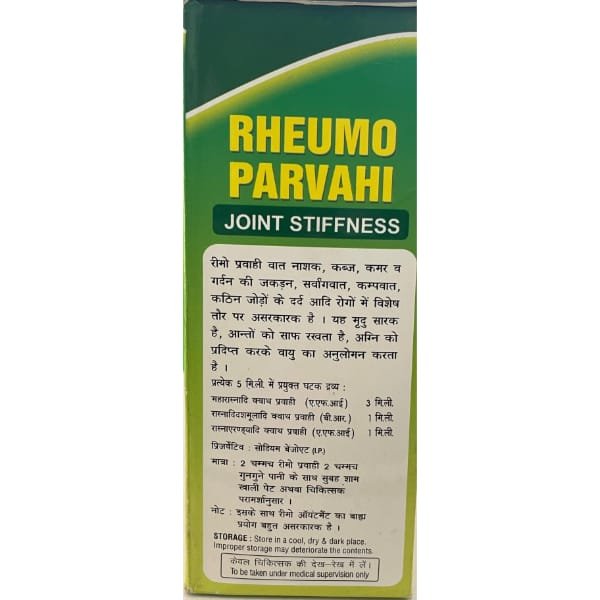 RHEUMO
PARVAHI
JOINT STIFFNESS
रीमो प्रवाही वात नाशक, कब्ज, कमर व
गर्दन की जकड़न, सर्वांगवात, कम्पवात,
कठिन जोड़ों के दर्द आदि रोगों में विशेष
तौर पर असरकारक है । यह मृदु सारक
है, आन्तों को साफ रखता है, अग्नि को
प्रदिप्त करके वायु का अनुलोमन करता
है ।
प्रत्येक 5 मि.ली. में प्रयुक्त घटक द्रव्य :
महारास्नादि क्वाथ प्रवाही (ए.एफ.आई) 3 मि.ली.
रास्नाद्विदशमूलादि क्वाथ प्रवाही (बी.आर.) 1 मि.ली.
रास्नाएरण्ड्यादि क्वाथ प्रवाही (ए.एफ.आई) 1 मि.ली.
प्रिजर्वेटिव : सोडियम बेंजोएट (I.P.)
मात्रा : 2 चम्मच रीमो प्रवाही 2 चम्मच
गुनगुने पानी के साथ सुबह शाम
खाली पेट अथवा चिकित्सक
परामर्शानुसार ।
नोट : इसके साथ रीमो ऑयंटमैंट का बाह्य
प्रयोग बहुत असरकारक है ।
STORAGE : Store in a cool, dry & dark place.
Improper storage may deteriorate the contents.
केवल चिकित्सक की देख-रेख में लें।
To be taken under medical supervision only